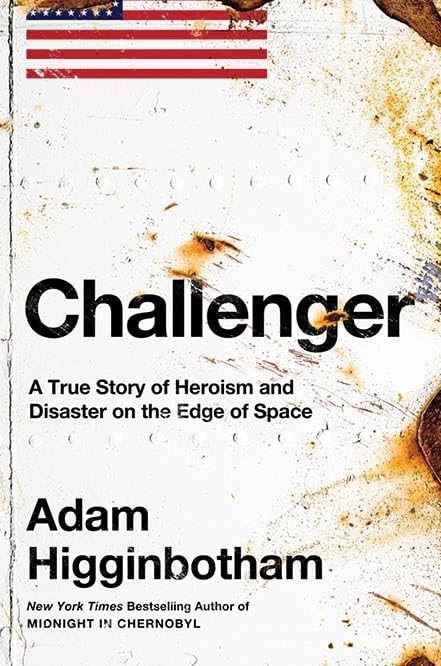 Challenger
A True Story of Heroism and
Disaster on the Edge of Space
Adam
Higginbotham
New York Times Bestselling Author of
MIDNIGHT IN CHERNOBYL